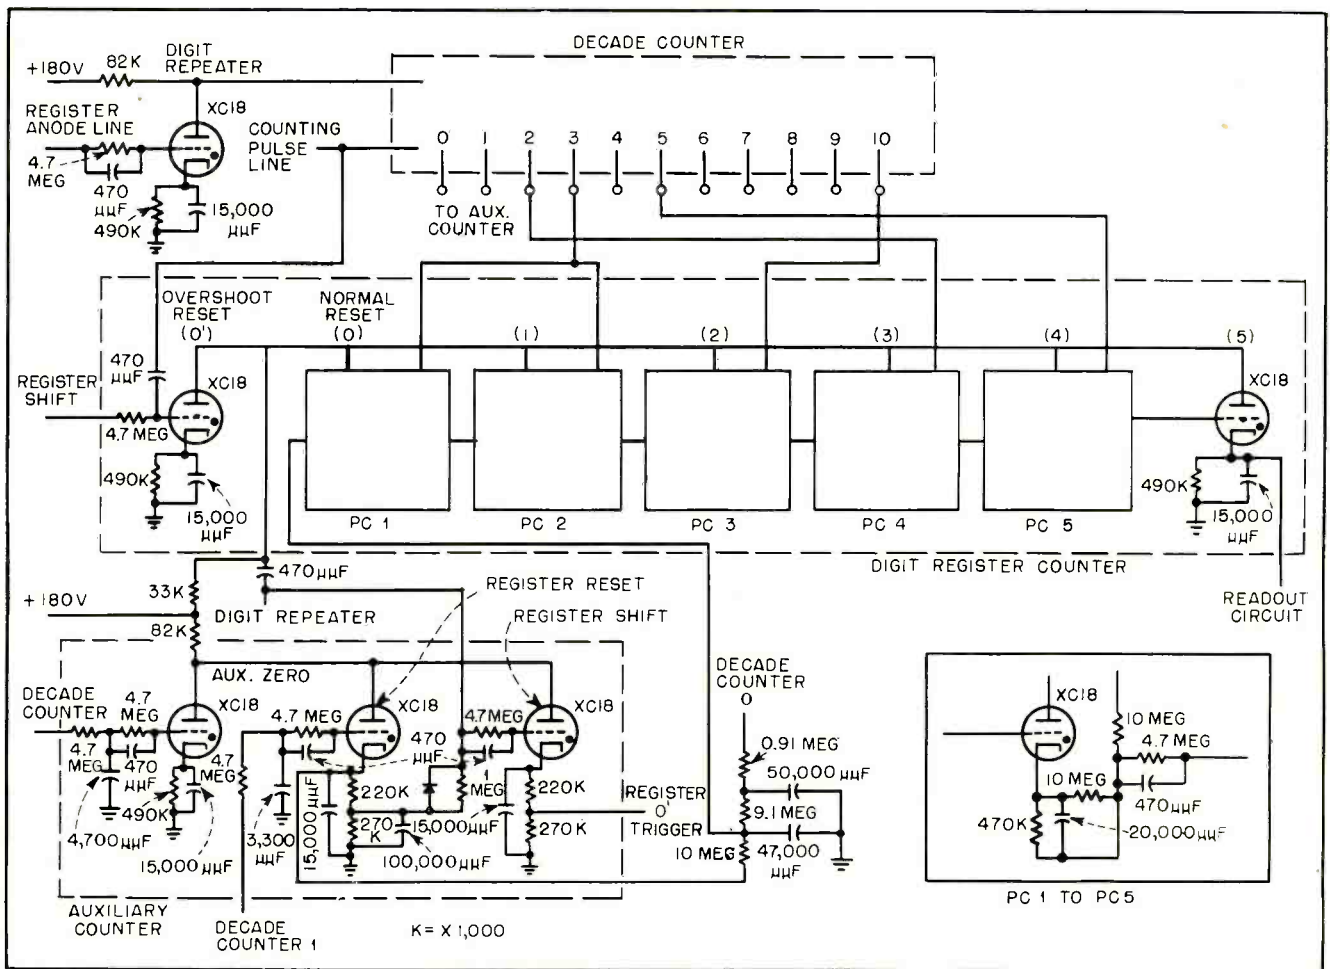 DECADE COUNTER
DIGIT
REPEATER
+180V
82K
XC18
REGISTER
ANODE LINE
4.7
MEG
470
µµF
490K
15,000
µµF
COUNTING
PULSE
LINE
0 1 2 3 4 5 6 7 8 9 10
TO AUX.
COUNTER
OVERSHOOT
RESET
(0')
NORMAL
RESET
(0)
(1)
(2)
(3)
(4)
(5)
470
µµF
XC18
XC18
REGISTER
SHIFT
4.7 MEG
490K
15,000
µµF
PC 1
PC 2
PC 3
PC 4
PC 5
490K
15,000
µµF
DIGIT REGISTER COUNTER
READOUT
CIRCUIT
33K
470µµF
+180V
82K
DIGIT REPEATER
REGISTER RESET
REGISTER SHIFT
AUX. ZERO
DECADE
COUNTER
4.7
MEG
XC18
4.7
MEG
470
µµF
4,700µµF
490K
15,000µµF
4.7
MEG
4.7 MEG
XC18
3,300
µµF
15,000µµF
220K
270
K
100,000µµF
470
µµF
1
MEG
4.7MEG
XC18
15,000µµF
220K
270K
REGISTER
0'
TRIGGER
DECADE
COUNTER
0
0.91 MEG
50,000µµF
9.1 MEG
47,000
µµF
10 MEG
AUXILIARY
COUNTER
DECADE
COUNTER 1
K= X 1,000
XC18
10 MEG
4.7 MEG
10 MEG
470µµF
470K
20,000µµF
PC 1 TO PC5